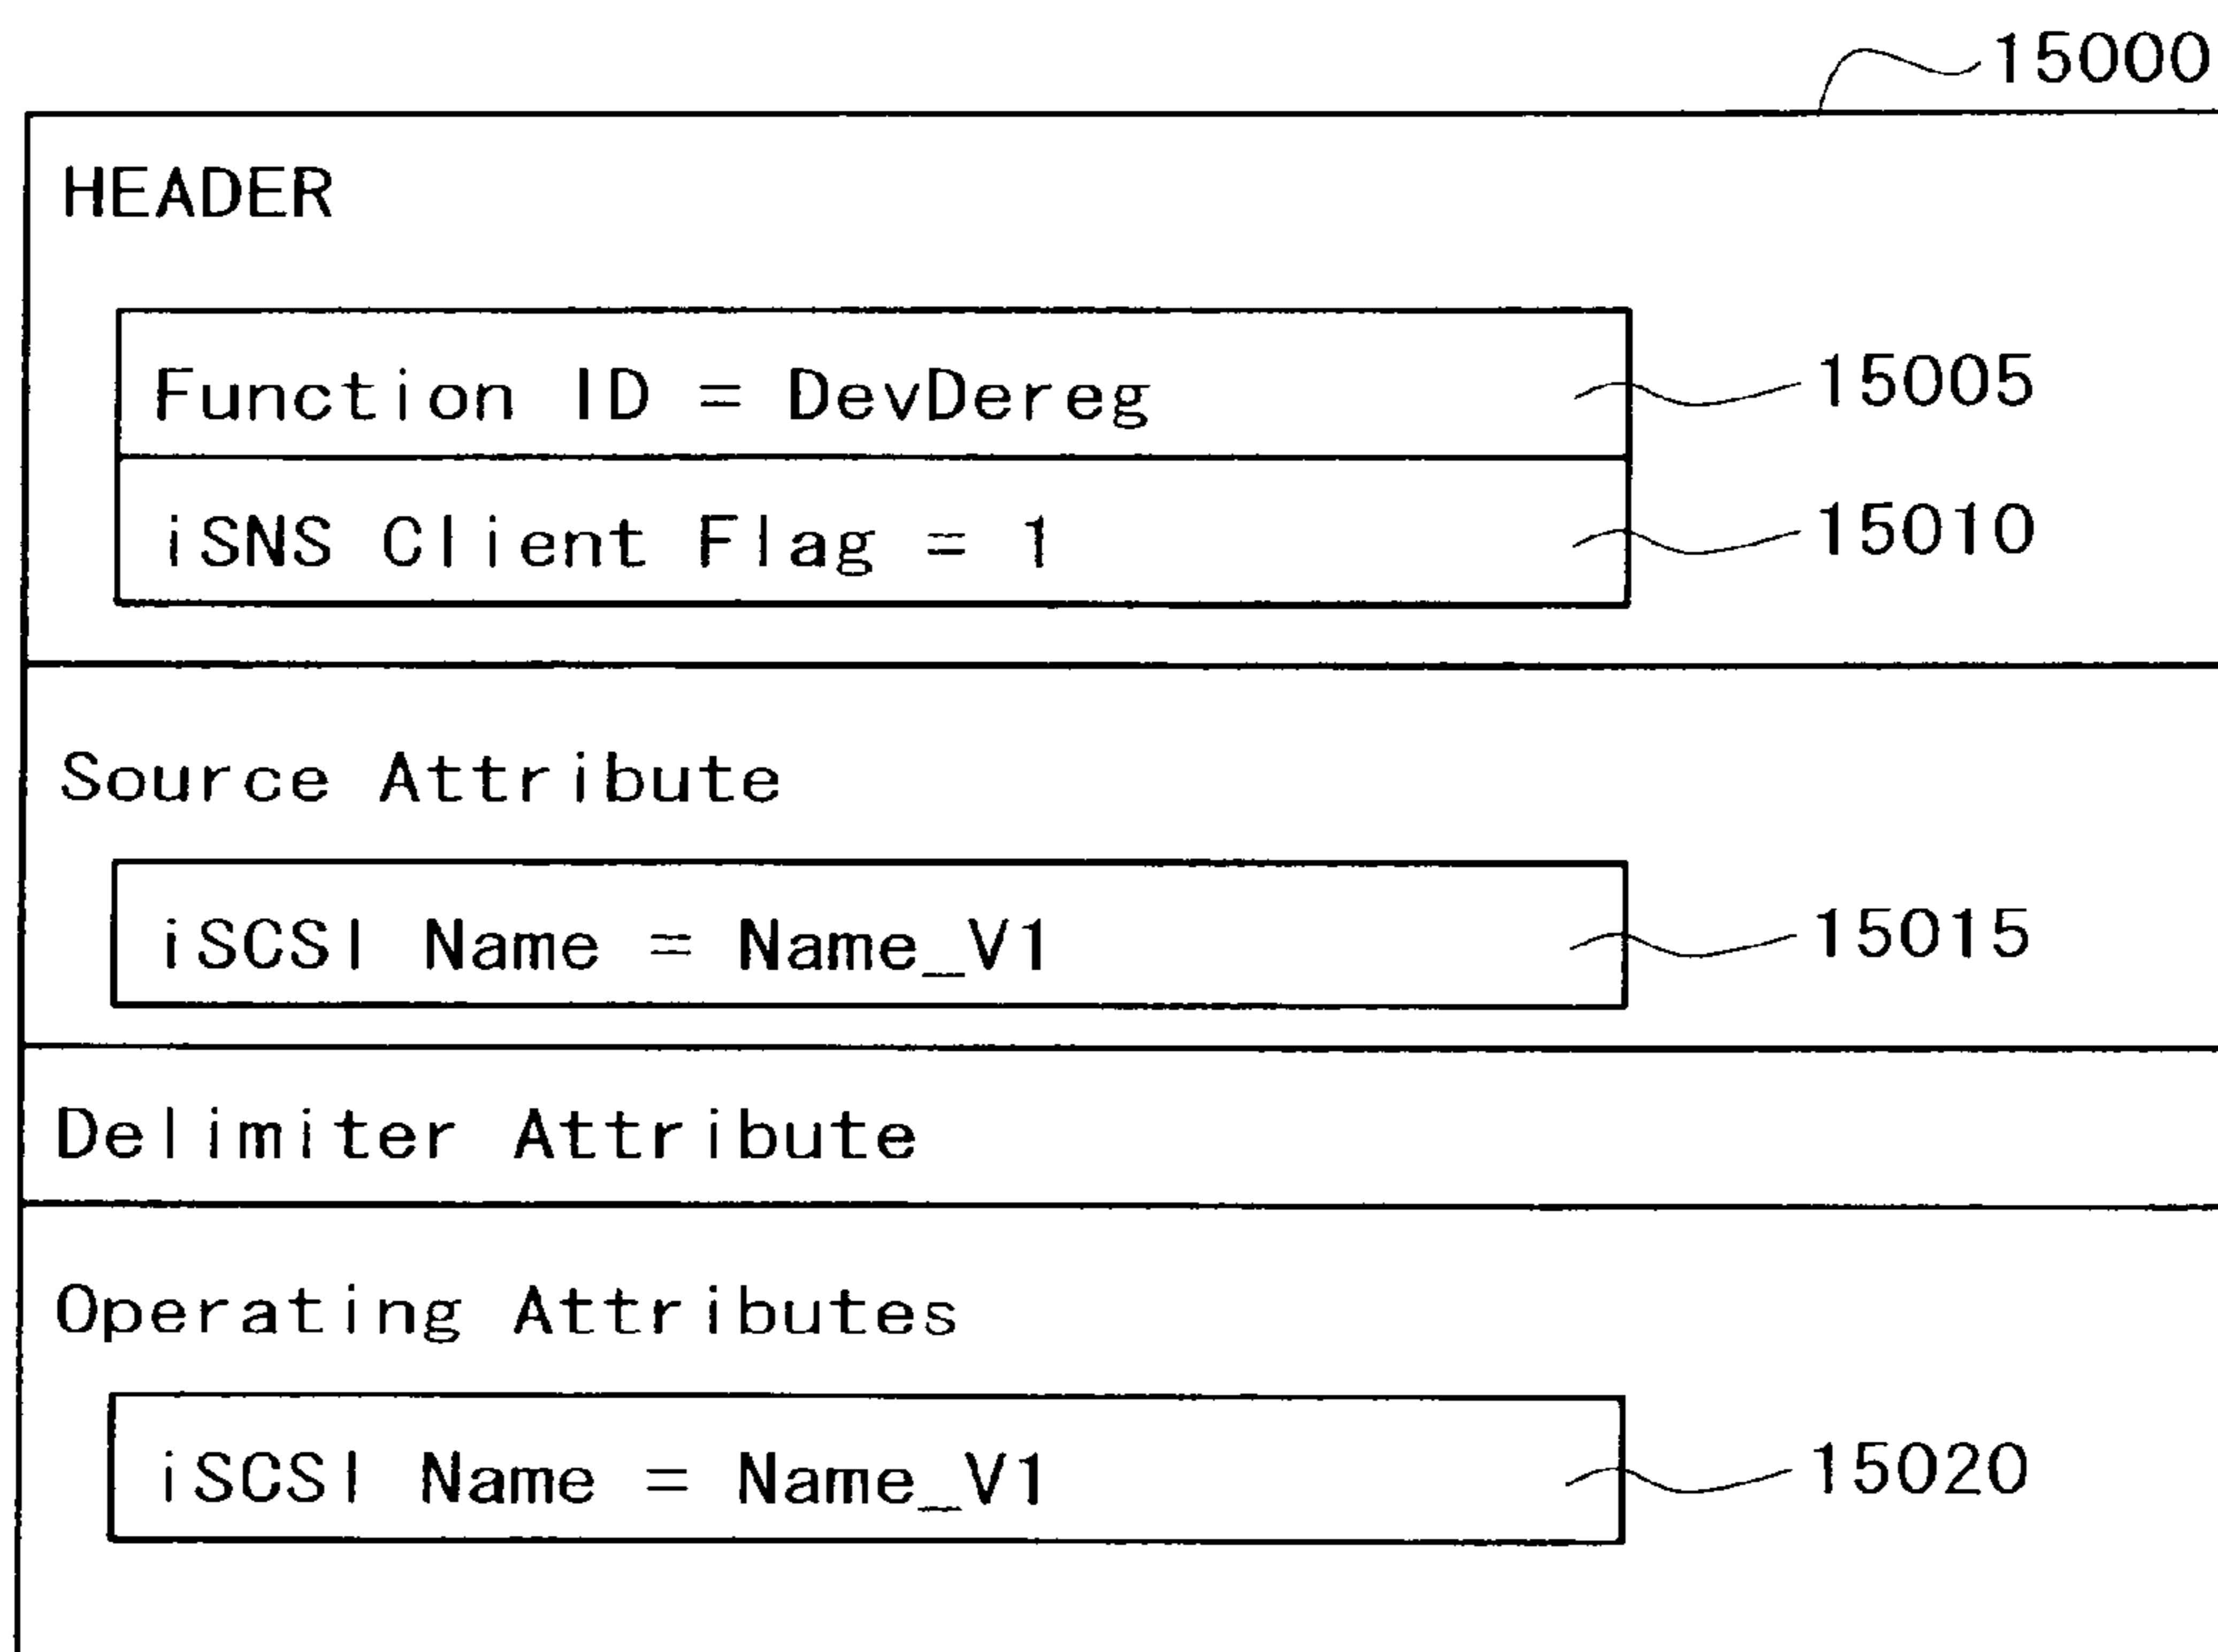 15000
HEADER
Function ID = DevDereg 15005
iSNS Client Flag = 1 15010
Source Attribute
iSCSI Name = Name_V1 15015
Delimiter Attribute
Operating Attributes
iSCSI Name = Name_V1 15020